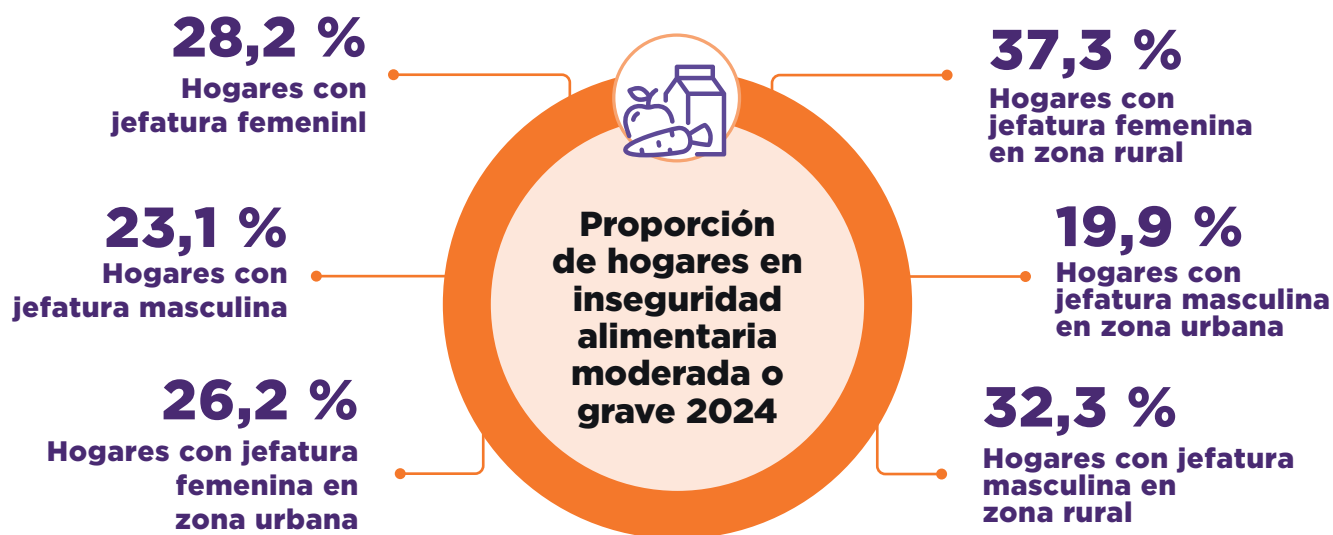 28,2 %
Hogares con
jefatura femeninl
23,1 %
Hogares con
jefatura masculina
26,2 %
Hogares con jefatura
femenina en
zona urbana
Proporción
de hogares en
inseguridad
alimentaria
moderada o
grave 2024
37,3 %
Hogares con
jefatura femenina
en zona rural
19,9 %
Hogares con
jefatura masculina
en zona urbana
32,3 %
Hogares con jefatura
masculina en
zona rural